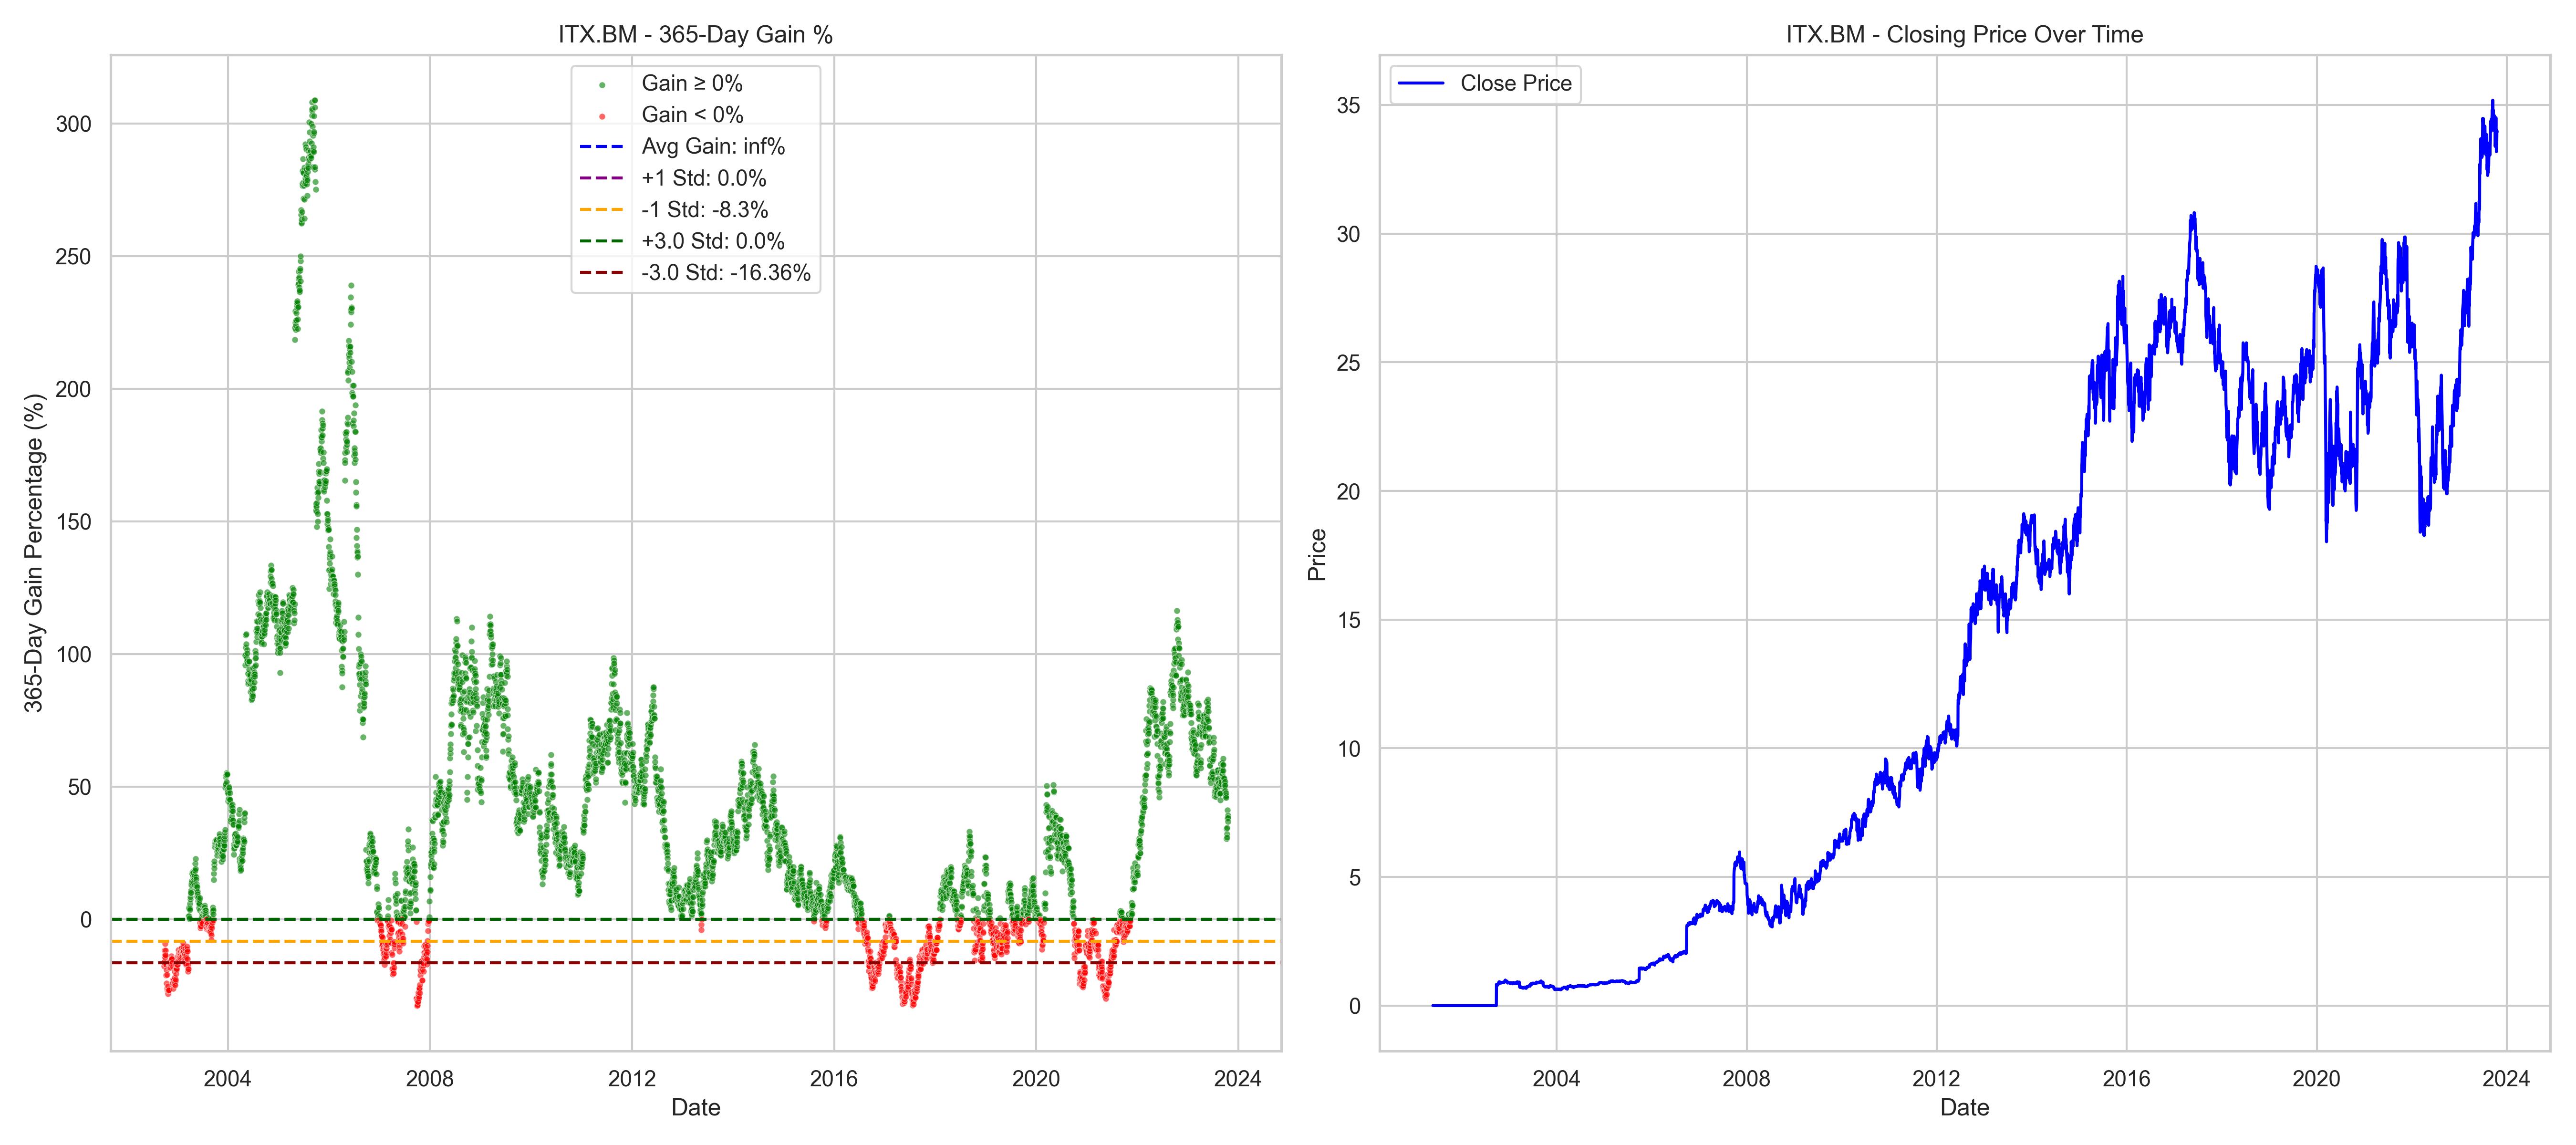 ITX.BM - 365-Day Gain %
Gain ≥ 0%
Gain < 0%
Avg Gain: inf%
+1 Std: 0.0%
-1 Std: -8.3%
+3.0 Std: 0.0%
-3.0 Std: -16.36%
365-Day Gain Percentage (%)
300
250
200
150
100
50
0
2004 2008 2012 2016 2020 2024
Date
ITX.BM - Closing Price Over Time
Close Price
Price
35
30
25
20
15
10
5
0
2004 2008 2012 2016 2020 2024
Date